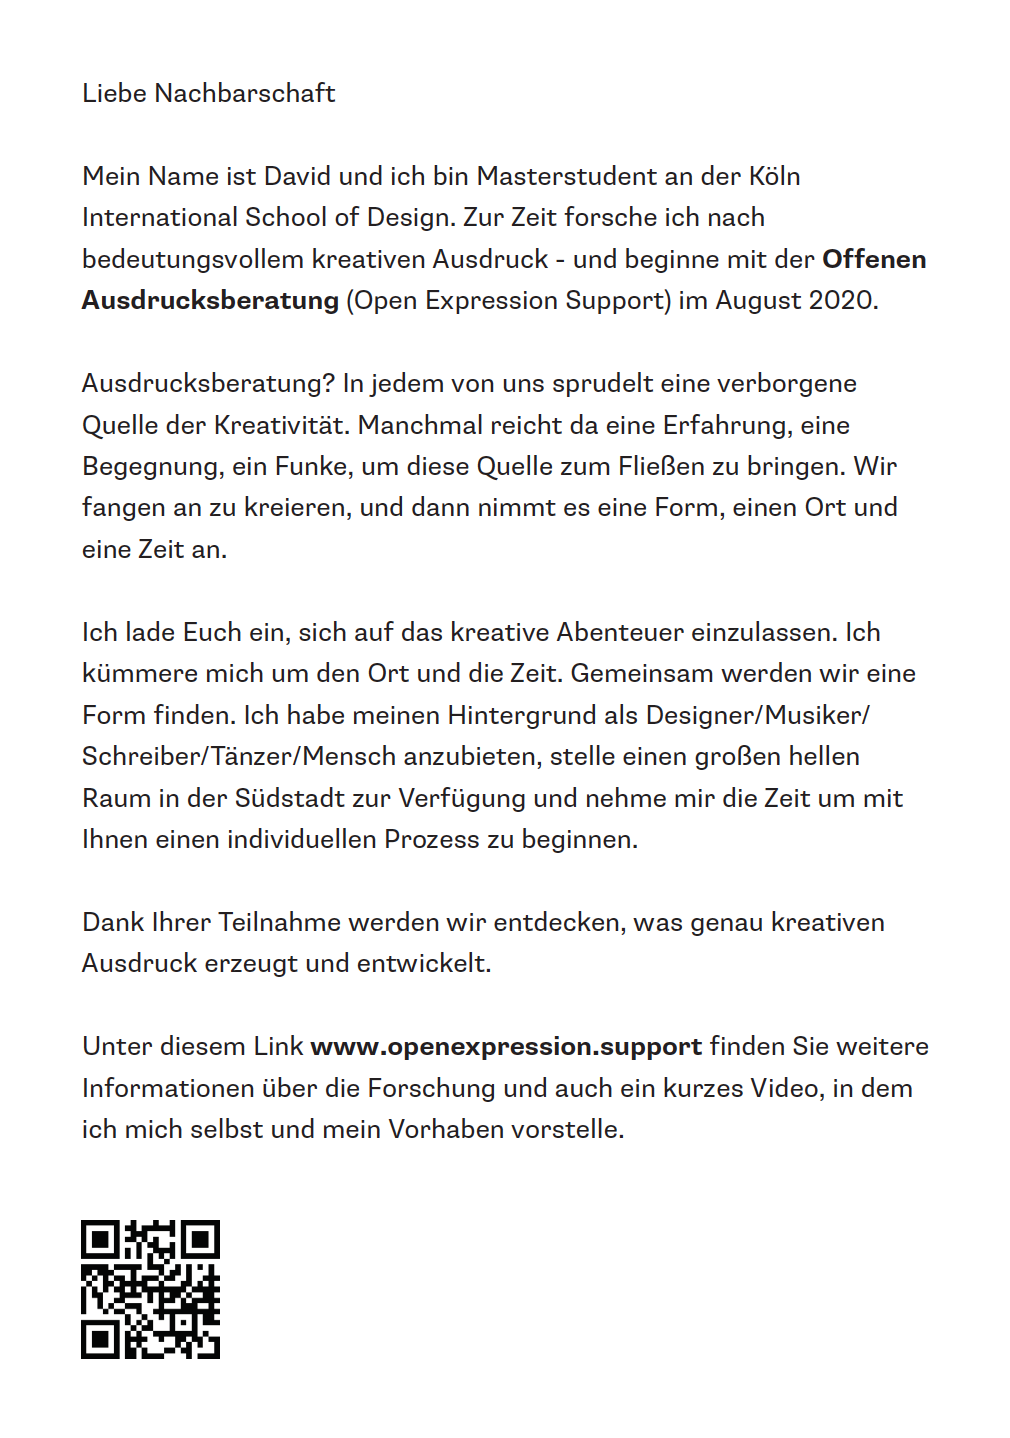 Liebe Nachbarschaft
Mein Name ist David und ich bin Masterstudent an der Köln
International School of Design. Zur Zeit forsche ich nach
bedeutungsvollem kreativen Ausdruck - und beginne mit der Offenen
Ausdrucksberatung (Open Expression Support) im August 2020.
Ausdrucksberatung? In jedem von uns sprudelt eine verborgene
Quelle der Kreativität. Manchmal reicht da eine Erfahrung, eine
Begegnung, ein Funke, um diese Quelle zum Fließen zu bringen. Wir
fangen an zu kreieren, und dann nimmt es eine Form, einen Ort und
eine Zeit an.
Ich lade Euch ein, sich auf das kreative Abenteuer einzulassen. Ich
kümmere mich um den Ort und die Zeit. Gemeinsam werden wir eine
Form finden. Ich habe meinen Hintergrund als Designer/Musiker/
Schreiber/Tänzer/Mensch anzubieten, stelle einen großen hellen
Raum in der Südstadt zur Verfügung und nehme mir die Zeit um mit
Ihnen einen individuellen Prozess zu beginnen.
Dank Ihrer Teilnahme werden wir entdecken, was genau kreativen
Ausdruck erzeugt und entwickelt.
Unter diesem Link www.openexpression.support finden Sie weitere
Informationen über die Forschung und auch ein kurzes Video, in dem
ich mich selbst und mein Vorhaben vorstelle.